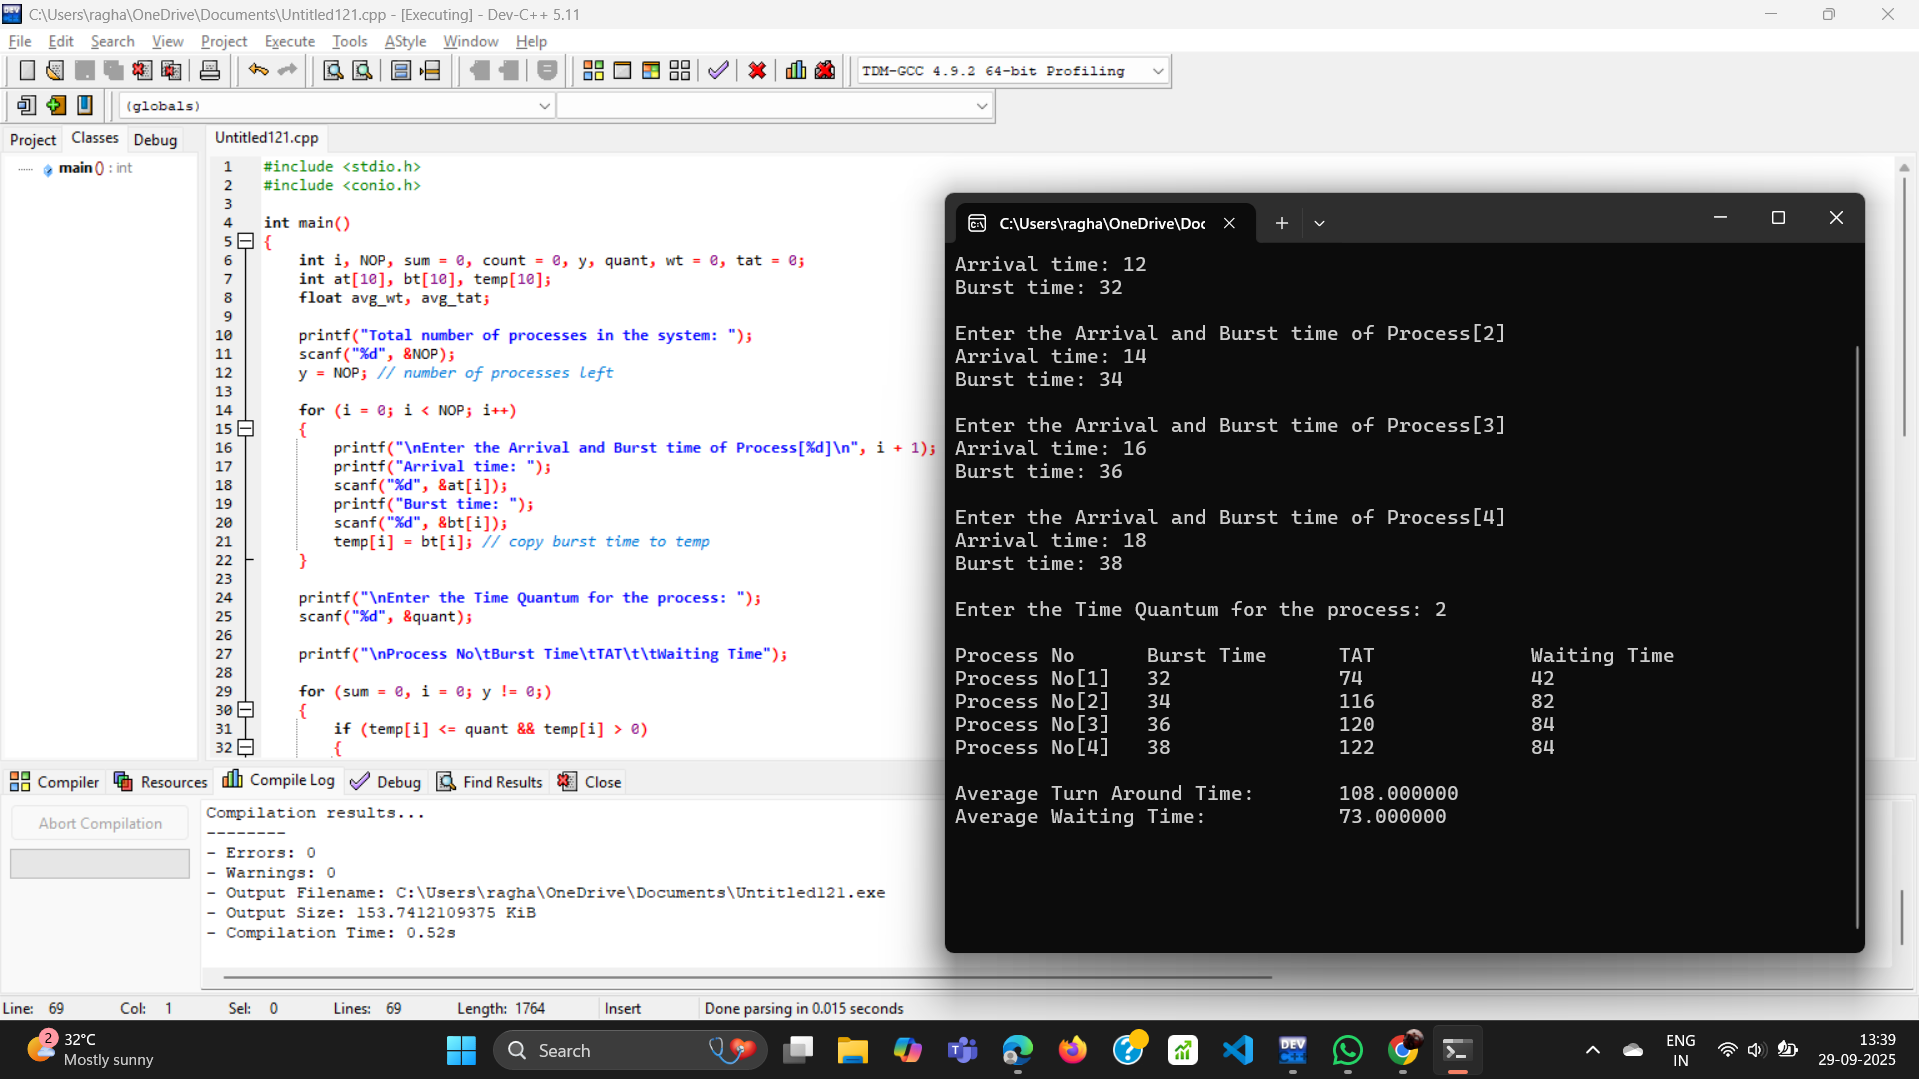 C:\Users\ragha\OneDrive\Documents\Untitled121.cpp - [Executing] - Dev-C++ 5.11
File Edit Search View Project Execute Tools AStyle Window Help
TDM-GCC 4.9.2 64-bit Profiling
(globals)
Project Classes Debug
Untitled121.cpp
main () : int
1 #include <stdio.h>
2 #include <conio.h>
3
4 int main()
5 {
6 int i, NOP, sum = 0, count = 0, y, quant, wt = 0, tat = 0;
7 int at[10], bt[10], temp[10];
8 float avg_wt, avg_tat;
9
10 printf("Total number of processes in the system: ");
11 scanf("%d", &NOP);
12 y = NOP; // number of processes left
13
14 for (i = 0; i < NOP; i++)
15 {
16 printf("\nEnter the Arrival and Burst time of Process[%d]\n", i + 1);
17 printf("Arrival time: ");
18 scanf("%d", &at[i]);
19 printf("Burst time: ");
20 scanf("%d", &bt[i]);
21 temp[i] = bt[i]; // copy burst time to temp
22 }
23
24 printf("\nEnter the Time Quantum for the process: ");
25 scanf("%d", &quant);
26
27 printf("\nProcess No\tBurst Time\tTAT\t\tWaiting Time");
28
29 for (sum = 0, i = 0; y != 0;)
30 {
31 if (temp[i] <= quant && temp[i] > 0)
32 {
C:\Users\ragha\OneDrive\Doc
Arrival time: 12
Burst time: 32
Enter the Arrival and Burst time of Process[2]
Arrival time: 14
Burst time: 34
Enter the Arrival and Burst time of Process[3]
Arrival time: 16
Burst time: 36
Enter the Arrival and Burst time of Process[4]
Arrival time: 18
Burst time: 38
Enter the Time Quantum for the process: 2
Process No Burst Time TAT Waiting Time
Process No[1] 32 74 42
Process No[2] 34 116 82
Process No[3] 36 120 84
Process No[4] 38 122 84
Average Turn Around Time: 108.000000
Average Waiting Time: 73.000000
Compiler Resources Compile Log Debug Find Results Close
Abort Compilation
Compilation results...
--------
- Errors: 0
- Warnings: 0
- Output Filename: C:\Users\ragha\OneDrive\Documents\Untitled121.exe
- Output Size: 153.7412109375 KiB
- Compilation Time: 0.52s
Line: 69 Col: 1 Sel: 0 Lines: 69 Length: 1764 Insert Done parsing in 0.015 seconds
2
32°C
Mostly sunny
Search
DEV
ENG
IN
13:39
29-09-2025